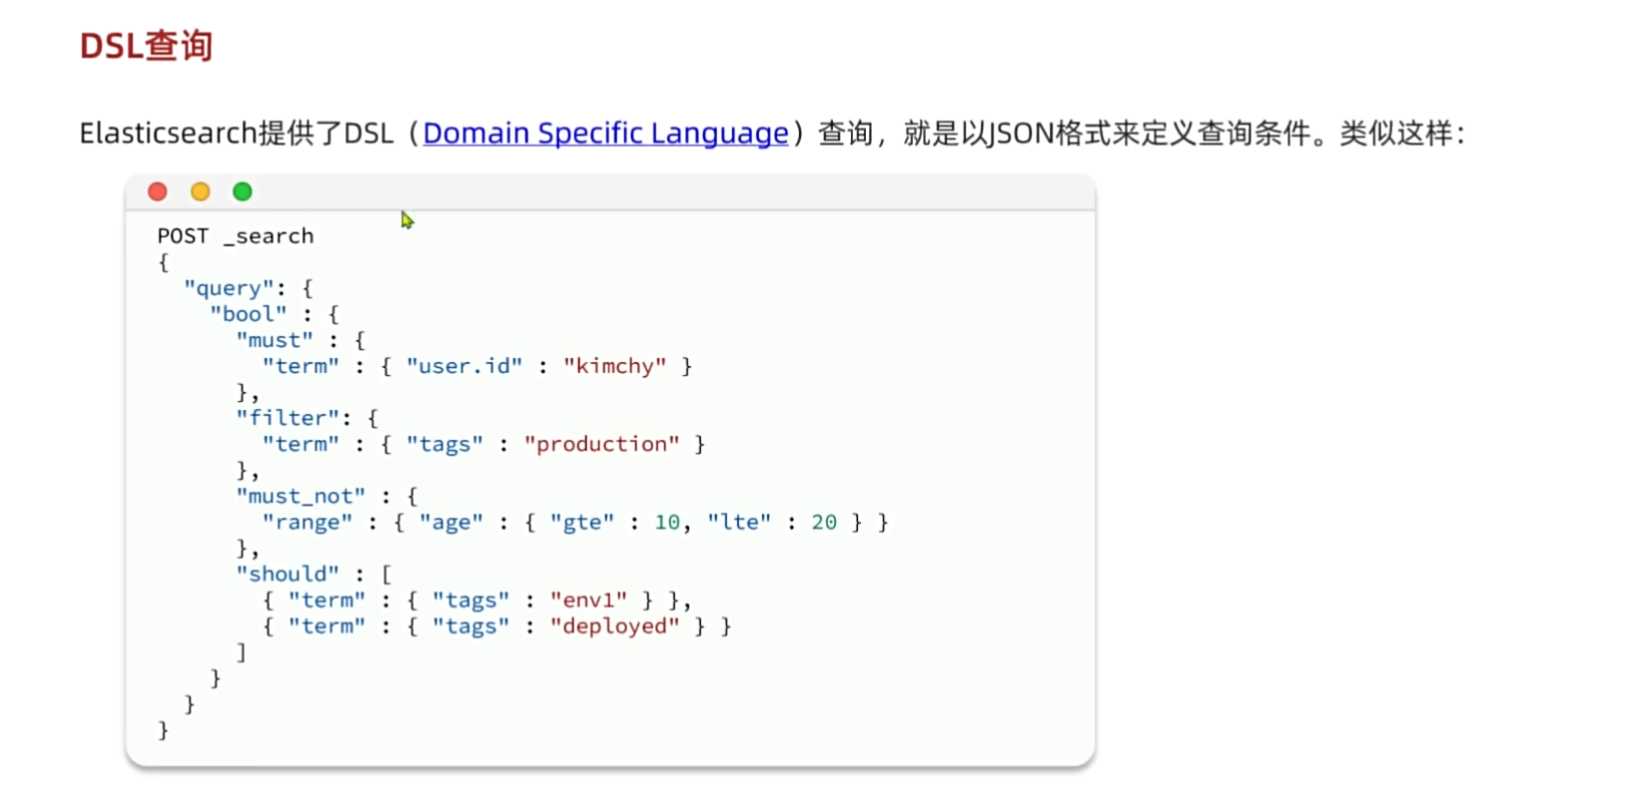 DSL查询
Elasticsearch提供了DSL（Domain Specific Language）查询，就是以JSON格式来定义查询条件。类似这样：
POST _search
{
  "query": {
    "bool" : {
      "must" : {
        "term" : { "user.id" : "kimchy" }
      },
      "filter": {
        "term" : { "tags" : "production" }
      },
      "must_not" : {
        "range" : { "age" : { "gte" : 10, "lte" : 20 } }
      },
      "should" : [
        { "term" : { "tags" : "env1" } },
        { "term" : { "tags" : "deployed" } }
      ]
    }
  }
}